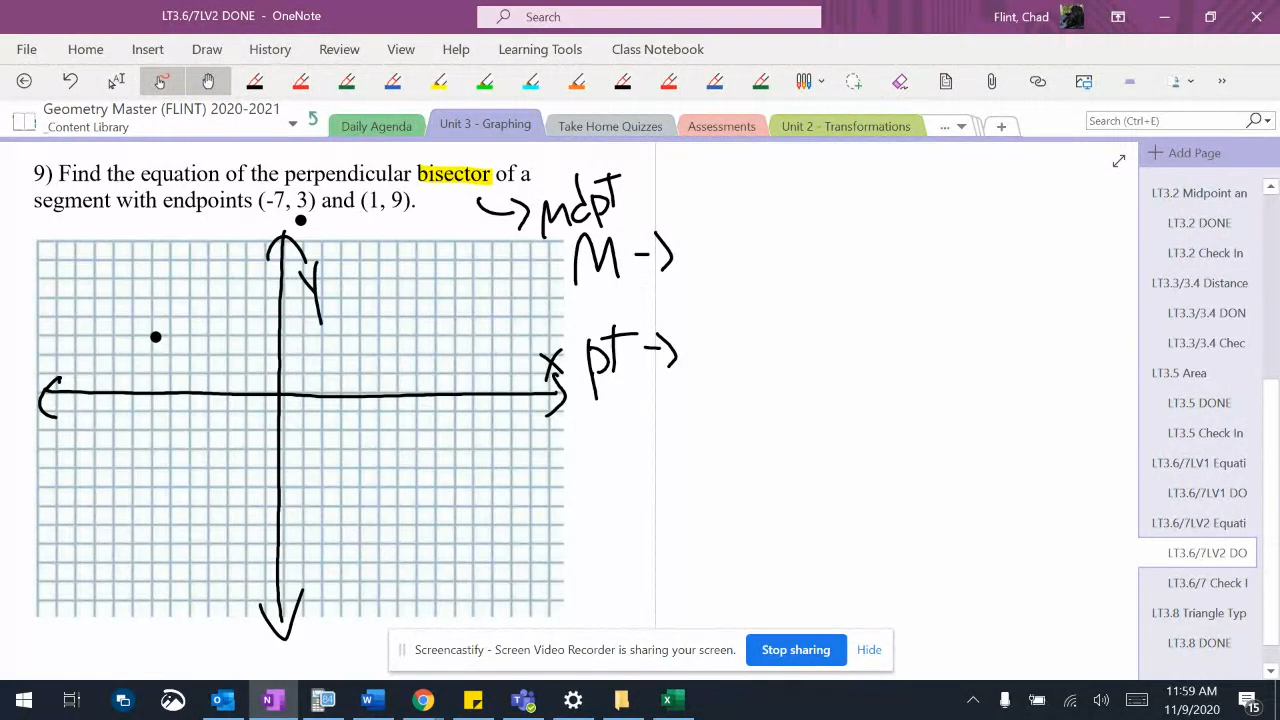 LT3.6/7LV2 DONE - OneNote
Search
Flint, Chad
File Home Insert Draw History Review View Help Learning Tools Class Notebook
Geometry Master (FLINT) 2020-2021
_Content Library
Daily Agenda
Unit 3 - Graphing
Take Home Quizzes
Assessments
Unit 2 - Transformations
...
Search (Ctrl+E)
9) Find the equation of the perpendicular bisector of a
segment with endpoints (-7, 3) and (1, 9).
mdpt
M →
pt →
y
x
Add Page
LT3.2 Midpoint an
LT3.2 DONE
LT3.2 Check In
LT3.3/3.4 Distance
LT3.3/3.4 DON
LT3.3/3.4 Chec
LT3.5 Area
LT3.5 DONE
LT3.5 Check In
LT3.6/7LV1 Equati
LT3.6/7LV1 DO
LT3.6/7LV2 Equati
LT3.6/7LV2 DO
LT3.6/7 Check I
LT3.8 Triangle Typ
LT3.8 DONE
Screencastify - Screen Video Recorder is sharing your screen.
Stop sharing
Hide
11:59 AM
11/9/2020
15